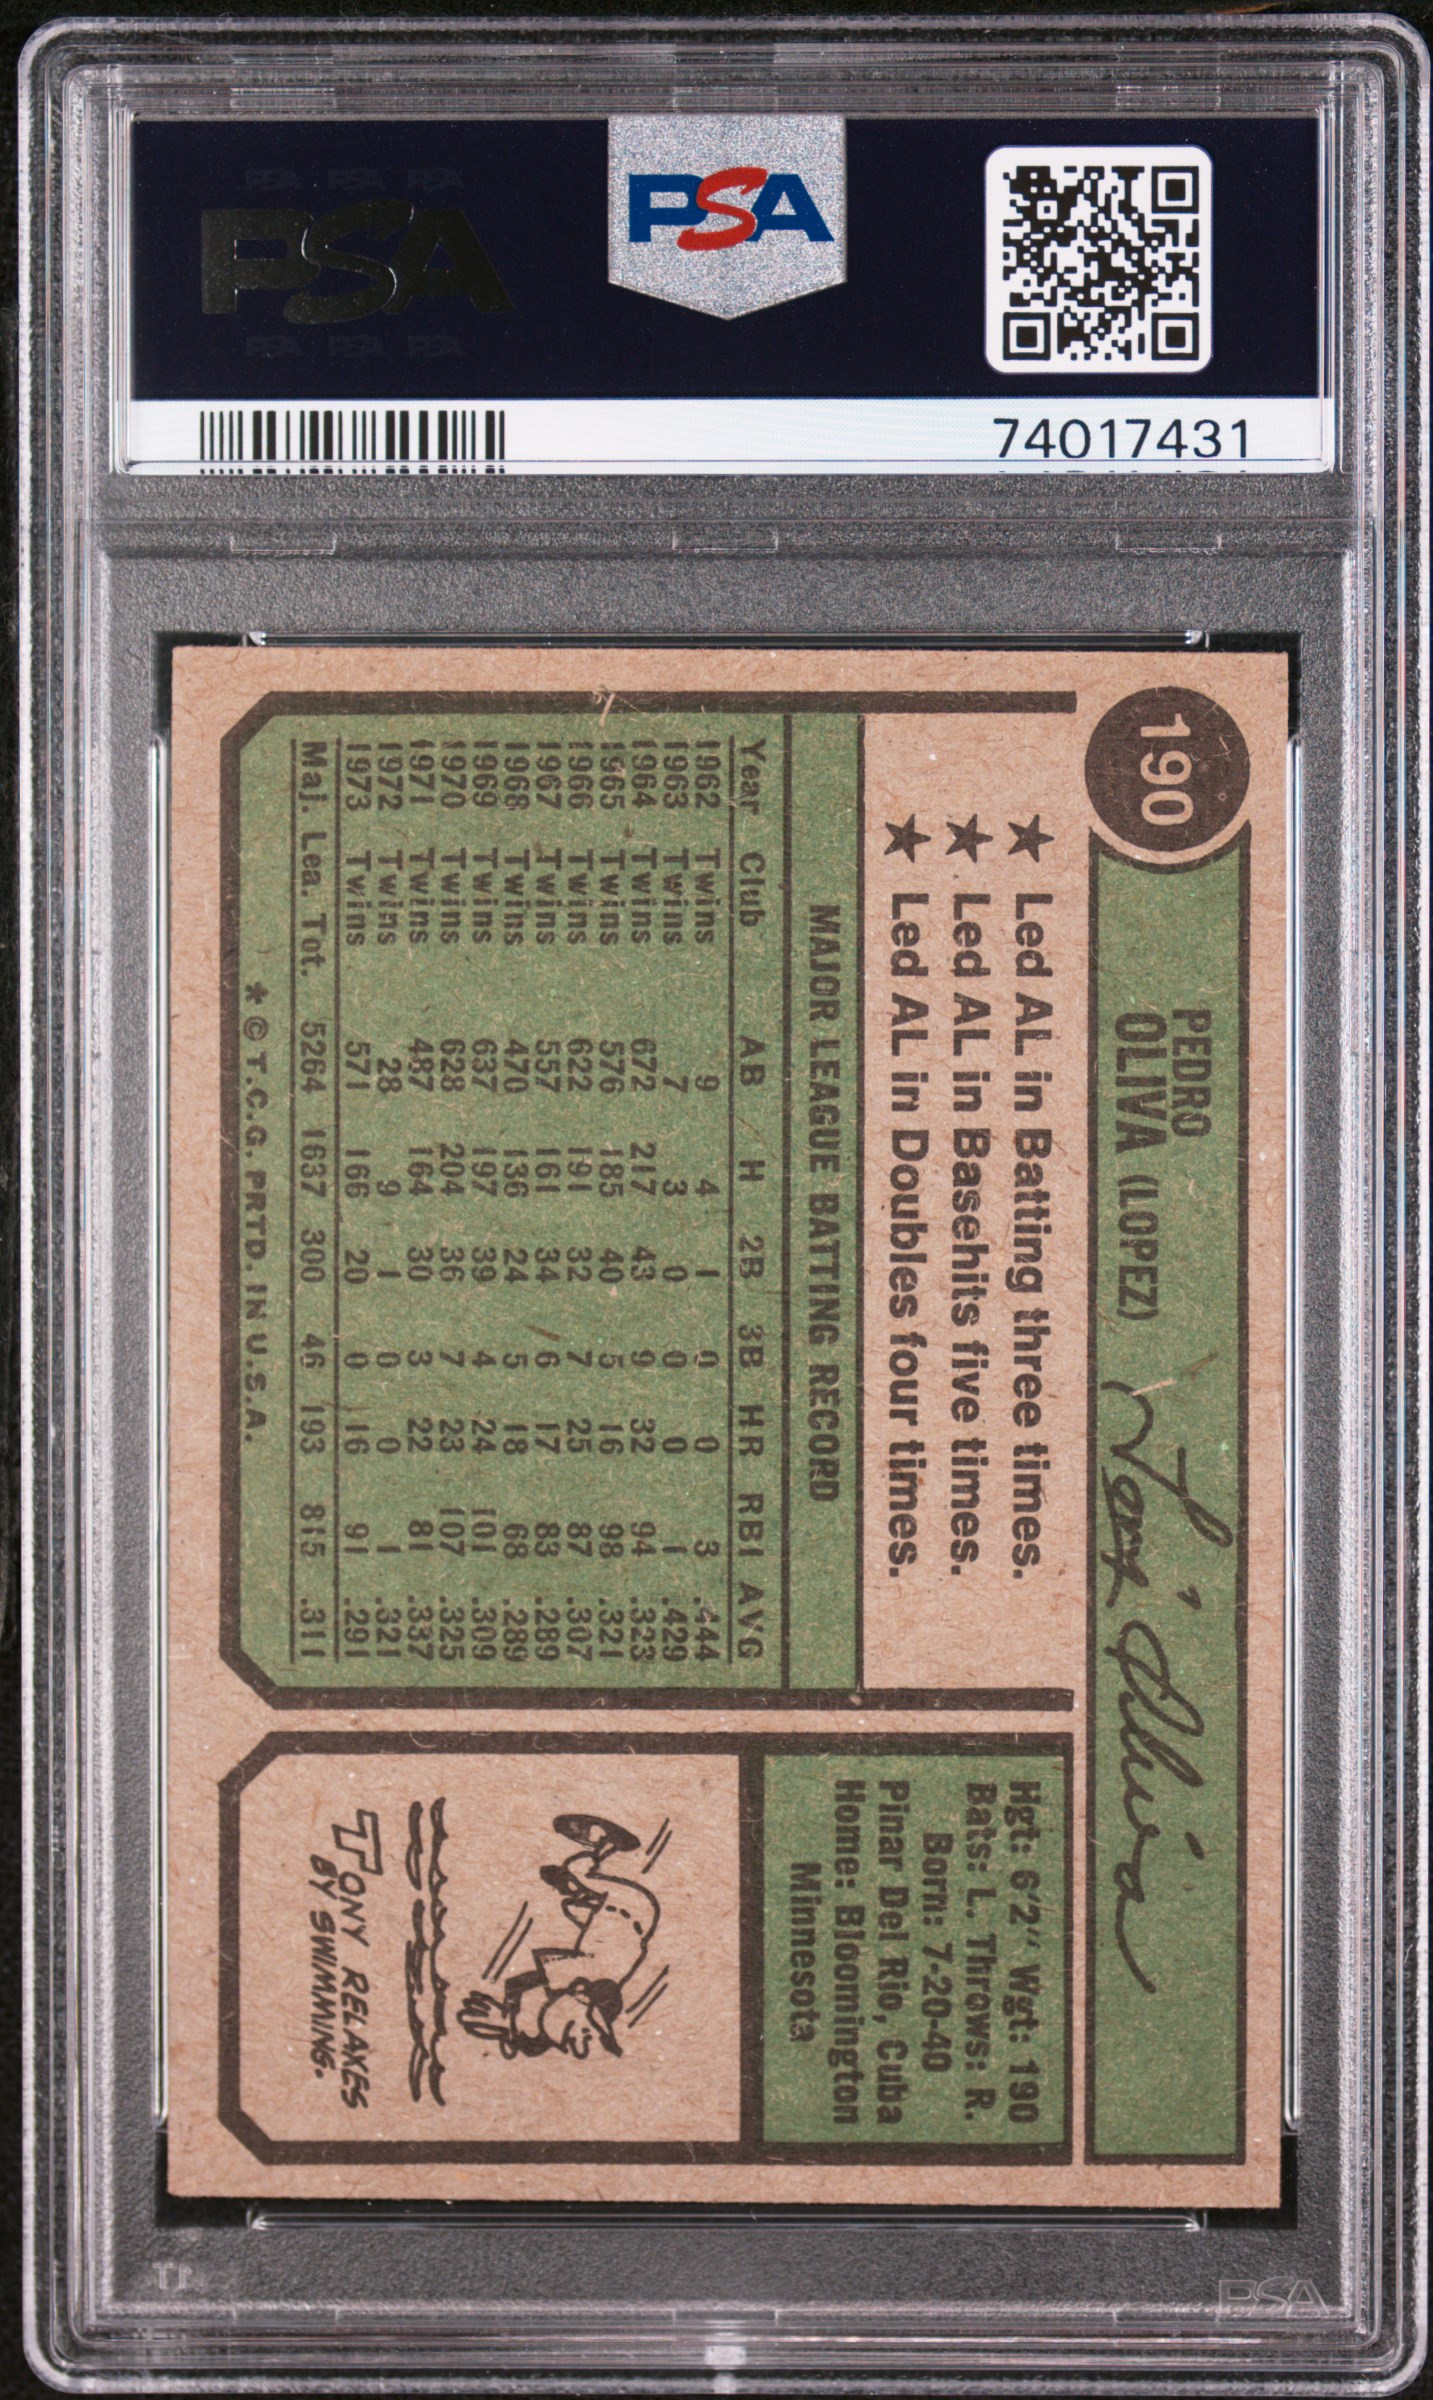 PSA PSA PSA
PSA
PSA PSA PSA
PSA
74017431
190
PEDRO
OLIVA (LOPEZ)
Tony Oliva
★ Led AL in Batting three times.
★ Led AL in Basehits five times.
★ Led AL in Doubles four times.
MAJOR LEAGUE BATTING RECORD
Year Club AB H 2B 3B HR RBI AVG
1962 Twins 9 4 1 0 0 3 .444
1963 Twins 7 3 0 0 0 1 .429
1964 Twins 672 217 43 9 32 94 .323
1965 Twins 576 185 40 5 16 98 .321
1966 Twins 622 191 32 7 25 87 .307
1967 Twins 557 161 34 6 17 83 .289
1968 Twins 470 136 24 5 18 68 .289
1969 Twins 637 197 39 4 24 101 .309
1970 Twins 628 204 36 7 23 107 .325
1971 Twins 487 164 30 3 22 81 .337
1972 Twins 28 9 1 0 0 1 .321
1973 Twins 571 166 20 0 16 91 .291
Maj. Lea. Tot. 5264 1637 300 46 193 815 .311
* © T.C.G. PRTD. IN U.S.A.
Hgt: 6'2" Wgt: 190
Bats: L. Throws: R.
Born: 7-20-40
Pinar Del Rio, Cuba
Home: Bloomington
Minnesota
TONY RELAXES
BY SWIMMING.
PSA